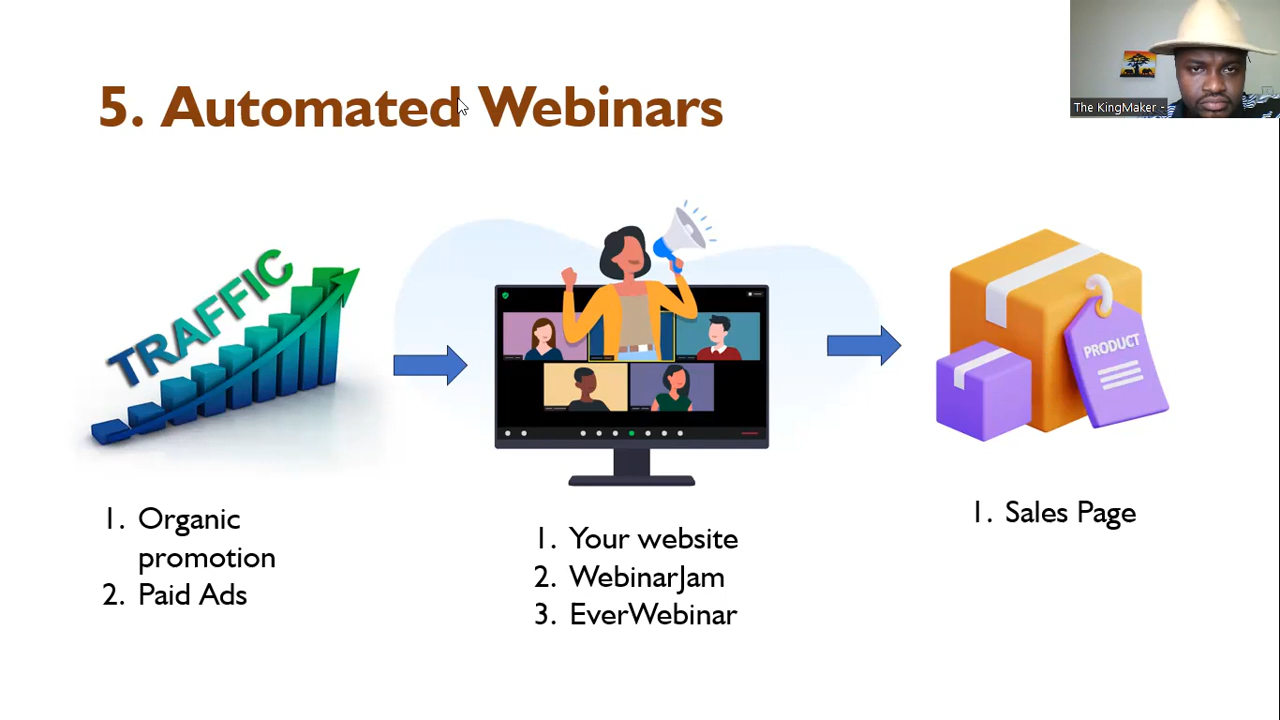 5. Automated Webinars
The KingMaker -
TRAFFIC
PRODUCT
1. Organic
promotion
2. Paid Ads
1. Your website
2. WebinarJam
3. EverWebinar
1. Sales Page